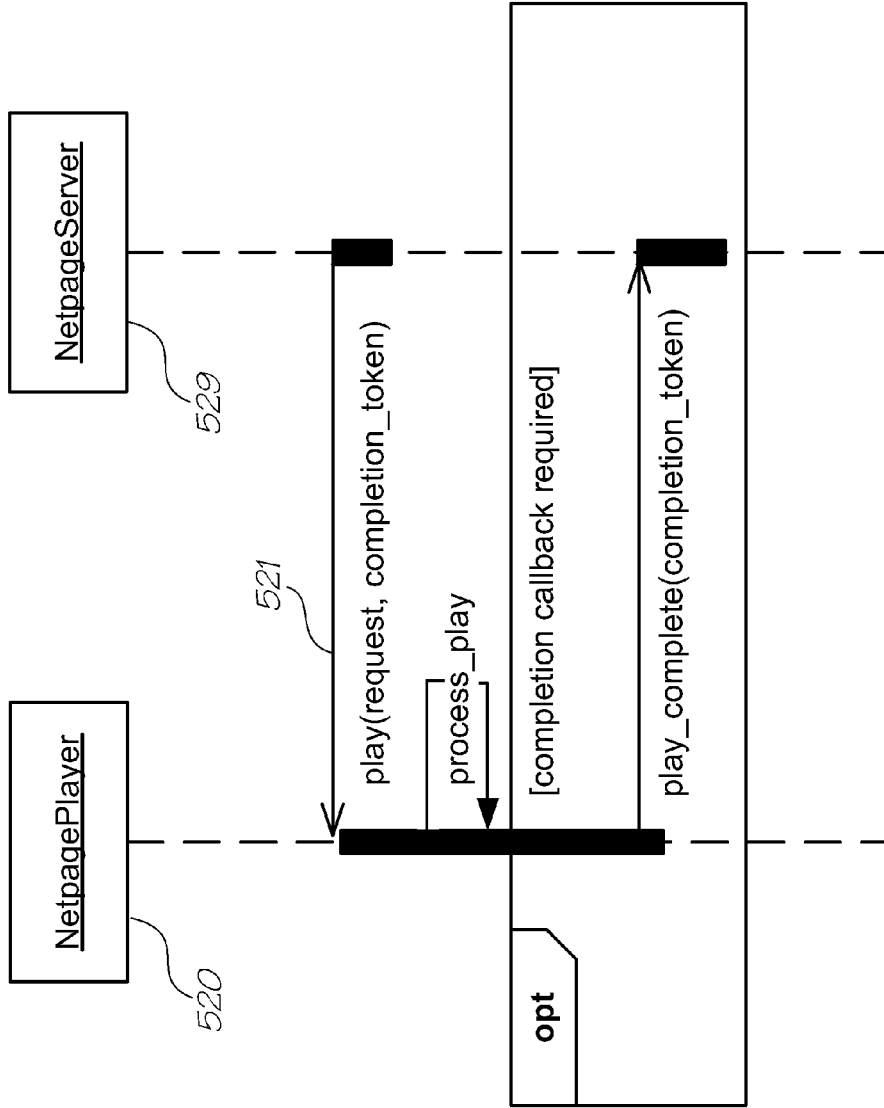 NetpagePlayer
NetpageServer
520
529
521
play(request, completion_token)
process_play
opt
[completion callback required]
play_complete(completion_token)